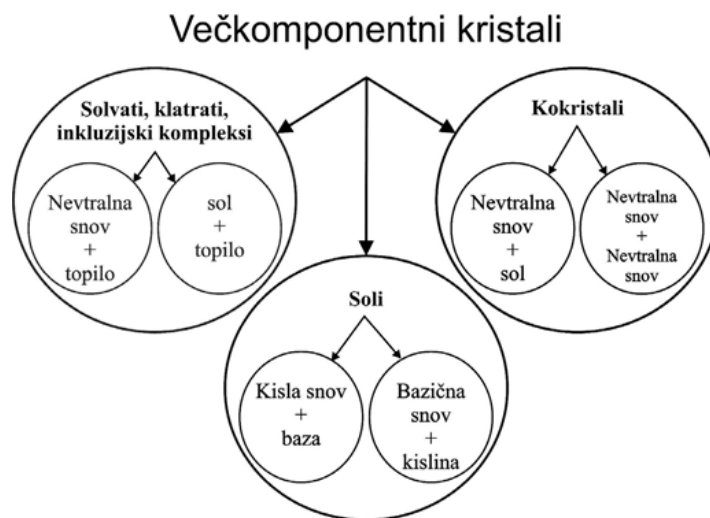 Večkomponentni kristali
Solvati, klatrati,
inkluzijski kompleksi
Nevtralna
snov
+
topilo
sol
+
topilo
Kokristali
Nevtralna
snov
+
sol
Nevtralna
snov
+
Nevtralna
snov
Soli
Kisla snov
+
baza
Bazična
snov
+
kislina